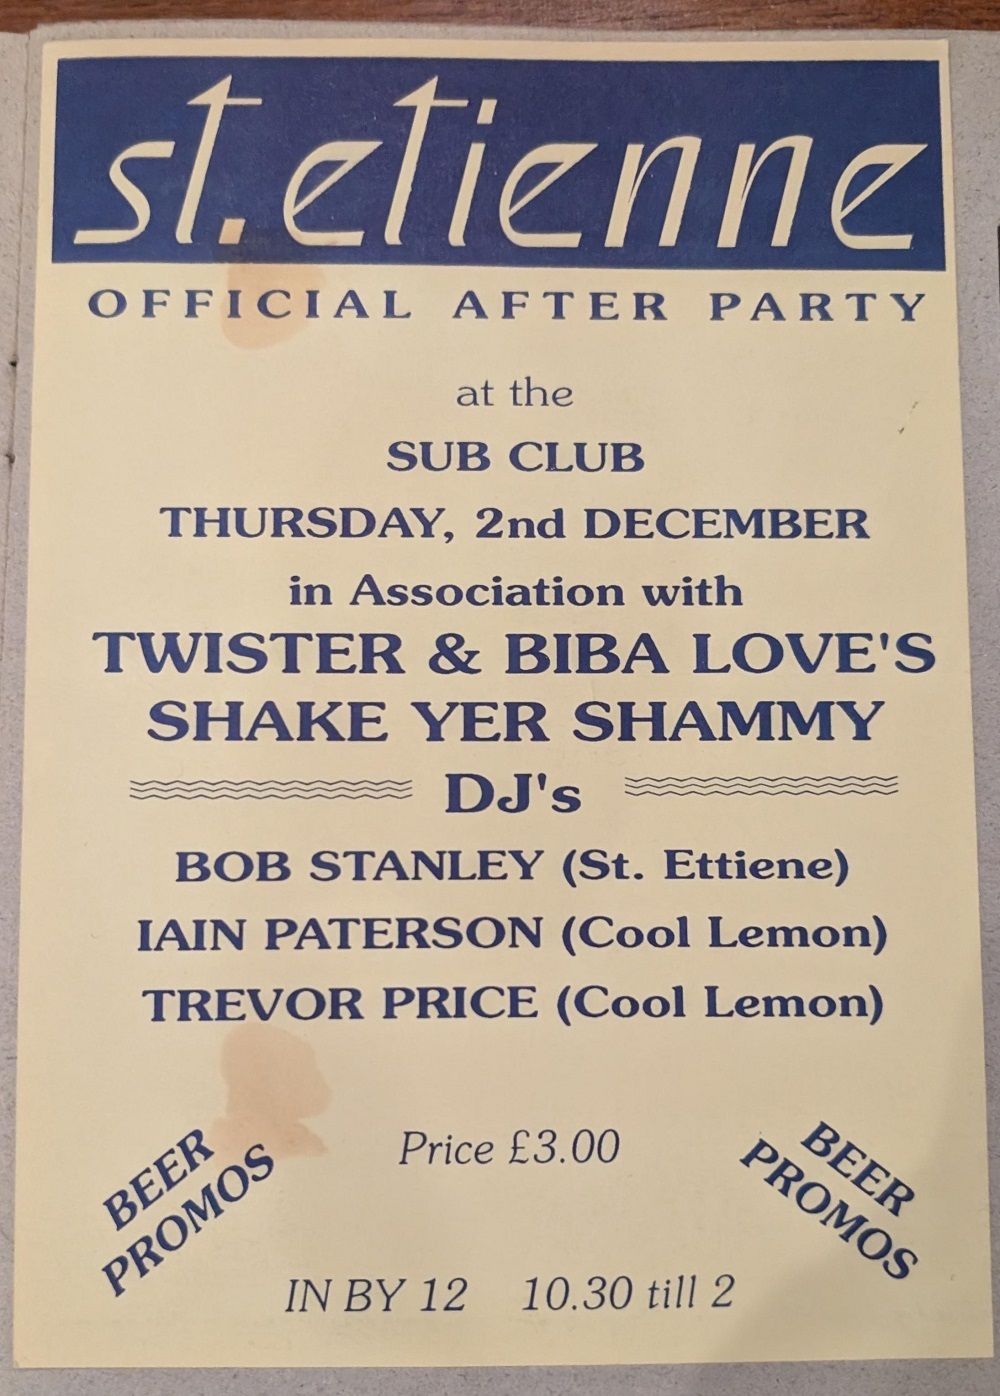 st. etienne
OFFICIAL AFTER PARTY
at the
SUB CLUB
THURSDAY, 2nd DECEMBER
in Association with
TWISTER & BIBA LOVE'S
SHAKE YER SHAMMY
DJ's
BOB STANLEY (St. Ettiene)
IAIN PATERSON (Cool Lemon)
TREVOR PRICE (Cool Lemon)
BEER
PROMOS
Price £3.00
BEER
PROMOS
IN BY 12 10.30 till 2